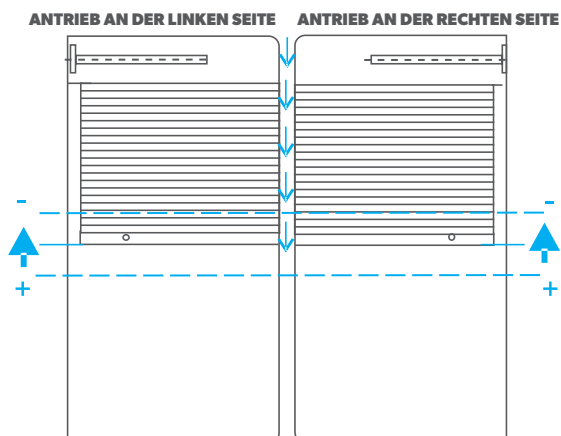 ANTRIEB AN DER LINKEN SEITE
ANTRIEB AN DER RECHTEN SEITE
- -
+ +